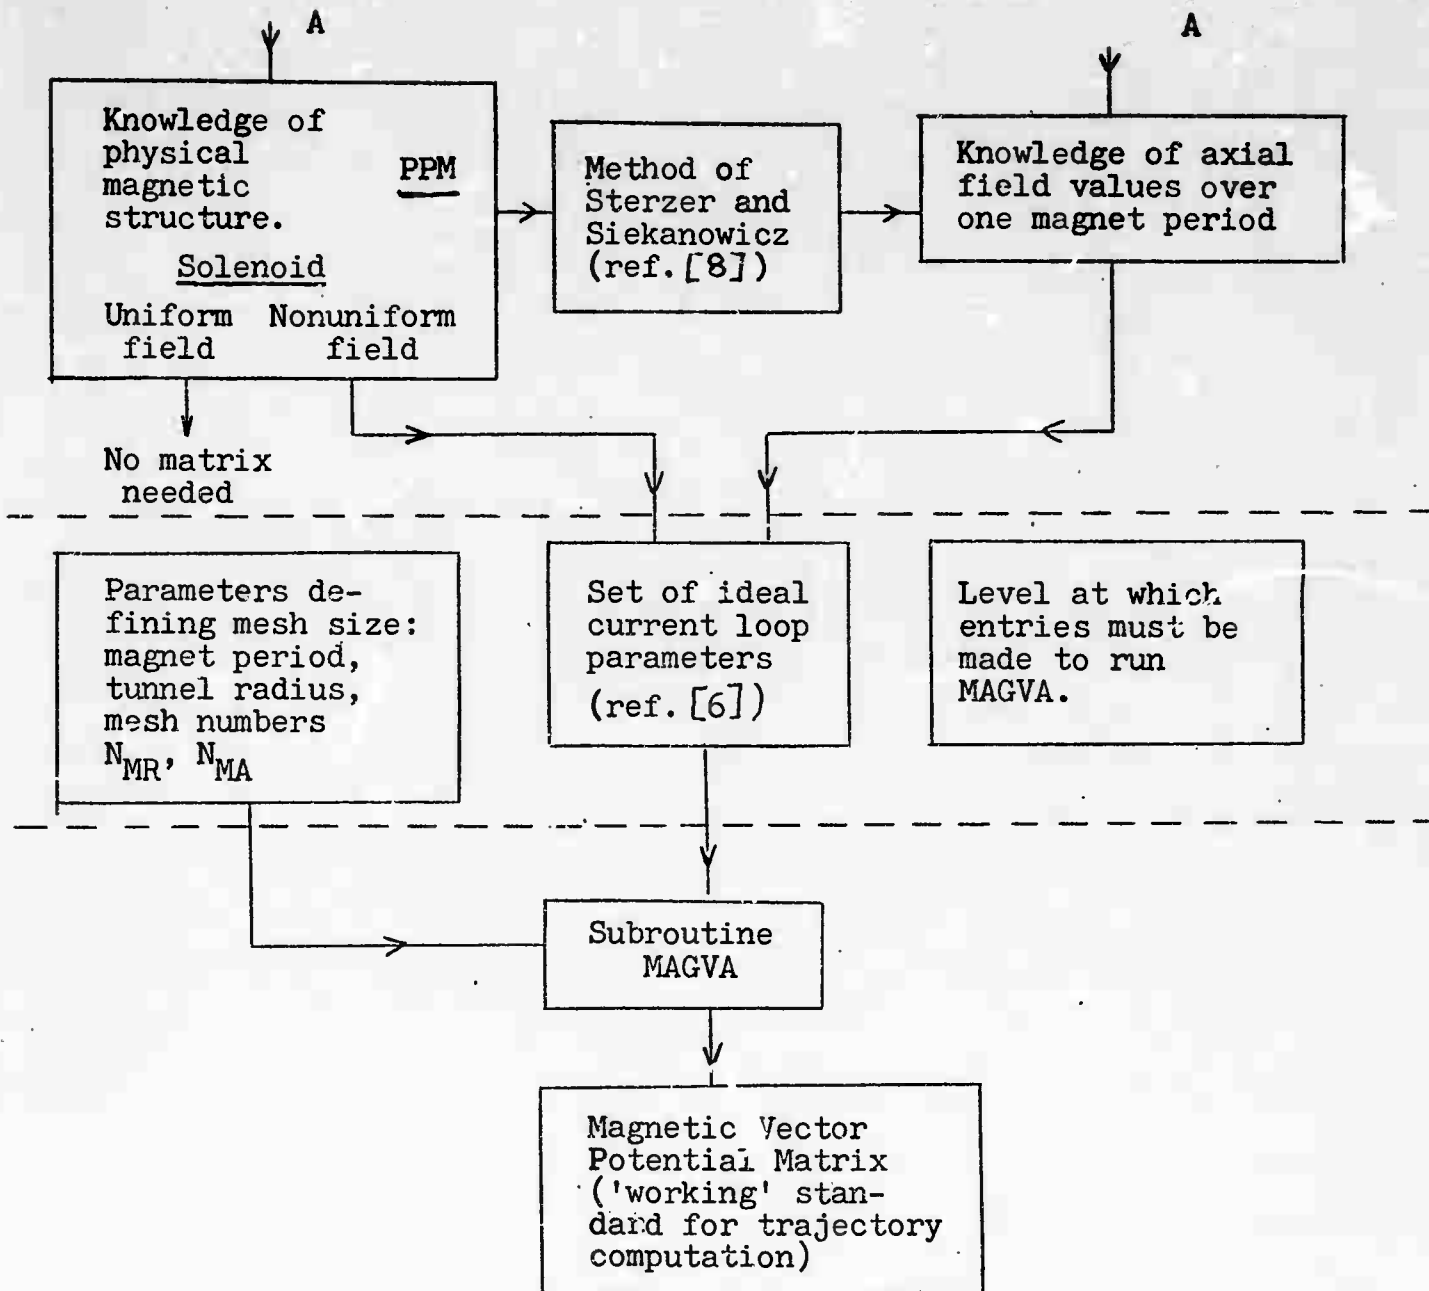 A
A
Knowledge of
physical
magnetic
structure.
PPM
Solenoid
Uniform Nonuniform
field field
Method of
Sterzer and
Siekanowicz
(ref. [8])
Knowledge of axial
field values over
one magnet period
No matrix
needed
Parameters de-
fining mesh size:
magnet period,
tunnel radius,
mesh numbers
N_MR, N_MA
Set of ideal
current loop
parameters
(ref. [6])
Level at which
entries must be
made to run
MAGVA.
Subroutine
MAGVA
Magnetic Vector
Potential Matrix
('working' stan-
dard for trajectory
computation)